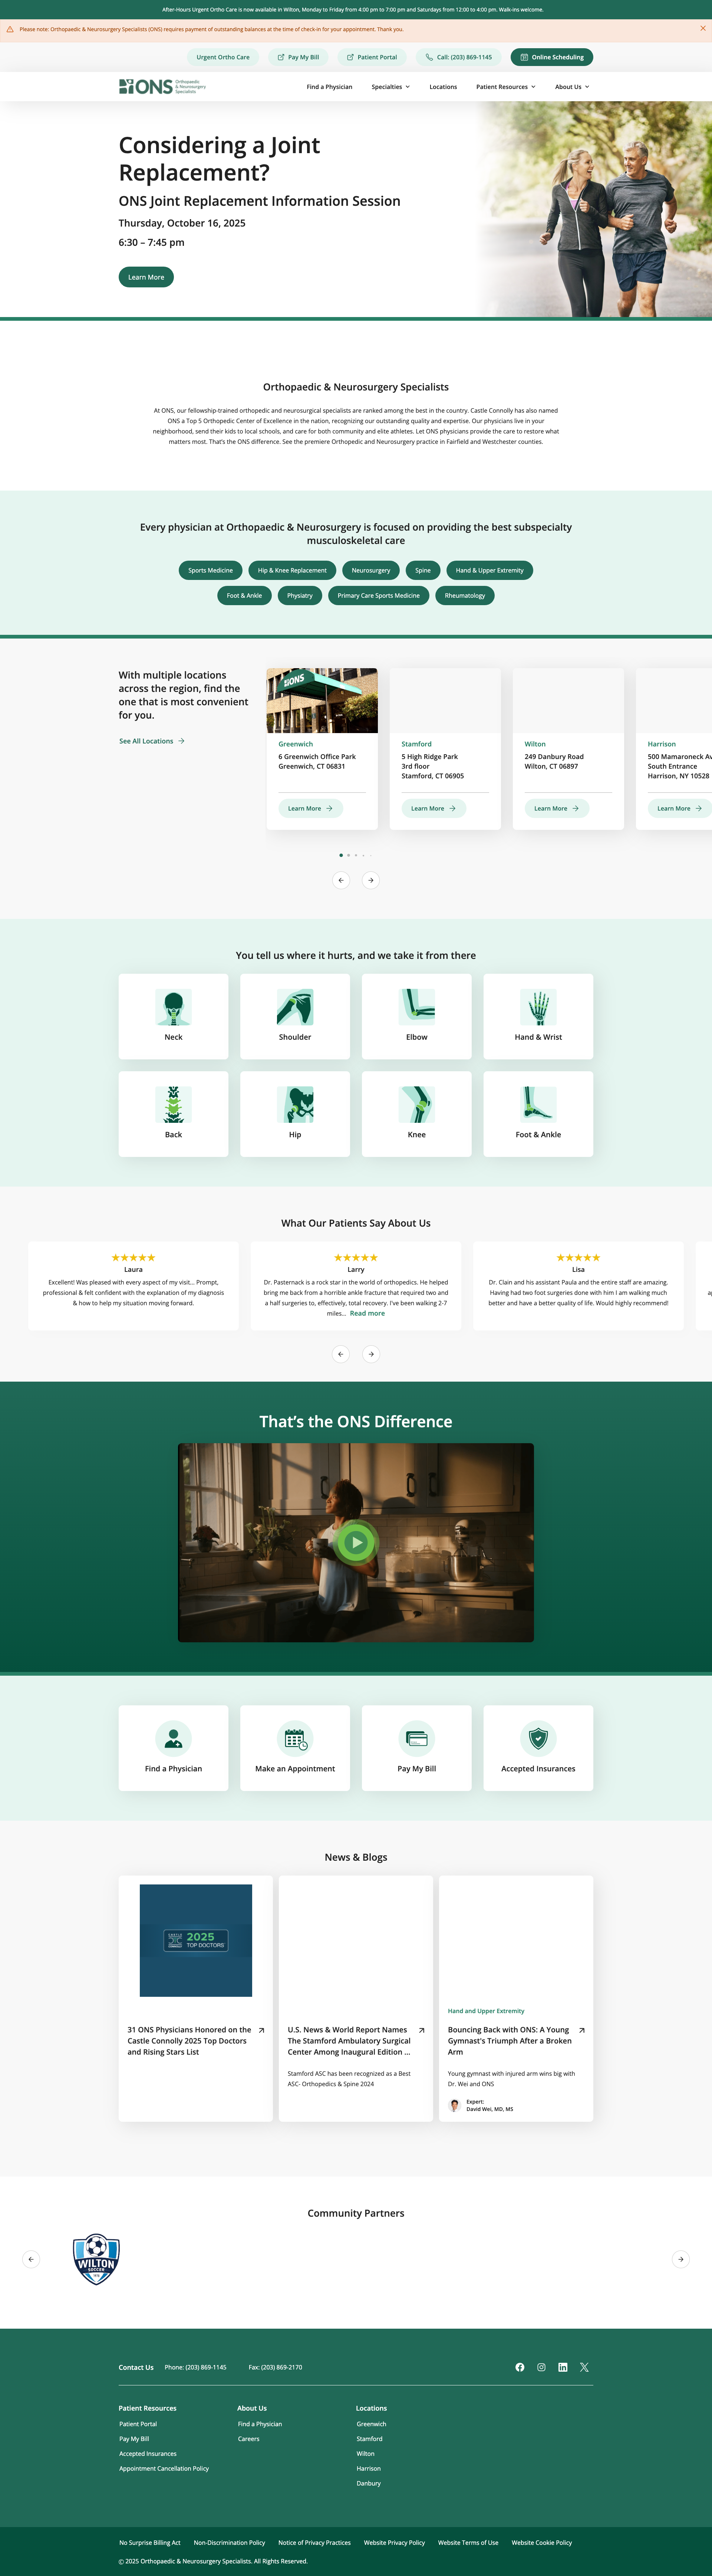 After-Hours Urgent Ortho Care is now available in Wilton, Monday to Friday from 4:00 pm to 7:00 pm and Saturdays from 12:00 to 4:00 pm. Walk-ins welcome.
Please note: Orthopaedic & Neurosurgery Specialists (ONS) requires payment of outstanding balances at the time of check-in for your appointment. Thank you.
Urgent Ortho Care
Pay My Bill
Patient Portal
Call: (203) 869-1145
Online Scheduling
ONS Orthopaedic
& Neurosurgery
Specialists
Find a Physician
Specialties
Locations
Patient Resources
About Us
Considering a Joint
Replacement?
ONS Joint Replacement Information Session
Thursday, October 16, 2025
6:30 – 7:45 pm
Learn More
Orthopaedic & Neurosurgery Specialists
At ONS, our fellowship-trained orthopedic and neurosurgical specialists are ranked among the best in the country. Castle Connolly has also named
ONS a Top 5 Orthopedic Center of Excellence in the nation, recognizing our outstanding quality and expertise. Our physicians live in your
neighborhood, send their kids to local schools, and care for both community and elite athletes. Let ONS physicians provide the care to restore what
matters most. That's the ONS difference. See the premiere Orthopedic and Neurosurgery practice in Fairfield and Westchester counties.
Every physician at Orthopaedic & Neurosurgery is focused on providing the best subspecialty
musculoskeletal care
Sports Medicine
Hip & Knee Replacement
Neurosurgery
Spine
Hand & Upper Extremity
Foot & Ankle
Physiatry
Primary Care Sports Medicine
Rheumatology
With multiple locations
across the region, find the
one that is most convenient
for you.
See All Locations
ONS
Greenwich
6 Greenwich Office Park
Greenwich, CT 06831
Learn More
Stamford
5 High Ridge Park
3rd floor
Stamford, CT 06905
Learn More
Wilton
249 Danbury Road
Wilton, CT 06897
Learn More
Harrison
500 Mamaroneck Av
South Entrance
Harrison, NY 10528
Learn More
You tell us where it hurts, and we take it from there
Neck
Shoulder
Elbow
Hand & Wrist
Back
Hip
Knee
Foot & Ankle
What Our Patients Say About Us
Laura
Excellent! Was pleased with every aspect of my visit... Prompt,
professional & felt confident with the explanation of my diagnosis
& how to help my situation moving forward.
Larry
Dr. Pasternack is a rock star in the world of orthopedics. He helped
bring me back from a horrible ankle fracture that required two and
a half surgeries to, effectively, total recovery. I've been walking 2-7
miles... Read more
Lisa
Dr. Clain and his assistant Paula and the entire staff are amazing.
Having had two foot surgeries done with him I am walking much
better and have a better quality of life. Would highly recommend!
That's the ONS Difference
Find a Physician
Make an Appointment
Pay My Bill
Accepted Insurances
News & Blogs
2025
TOP DOCTORS
31 ONS Physicians Honored on the
Castle Connolly 2025 Top Doctors
and Rising Stars List
U.S. News & World Report Names
The Stamford Ambulatory Surgical
Center Among Inaugural Edition ...
Stamford ASC has been recognized as a Best
ASC- Orthopedics & Spine 2024
Hand and Upper Extremity
Bouncing Back with ONS: A Young
Gymnast's Triumph After a Broken
Arm
Young gymnast with injured arm wins big with
Dr. Wei and ONS
Expert:
David Wei, MD, MS
Community Partners
WILTON
SOCCER
Contact Us
Phone: (203) 869-1145
Fax: (203) 869-2170
Patient Resources
Patient Portal
Pay My Bill
Accepted Insurances
Appointment Cancellation Policy
About Us
Find a Physician
Careers
Locations
Greenwich
Stamford
Wilton
Harrison
Danbury
No Surprise Billing Act
Non-Discrimination Policy
Notice of Privacy Practices
Website Privacy Policy
Website Terms of Use
Website Cookie Policy
© 2025 Orthopaedic & Neurosurgery Specialists. All Rights Reserved.